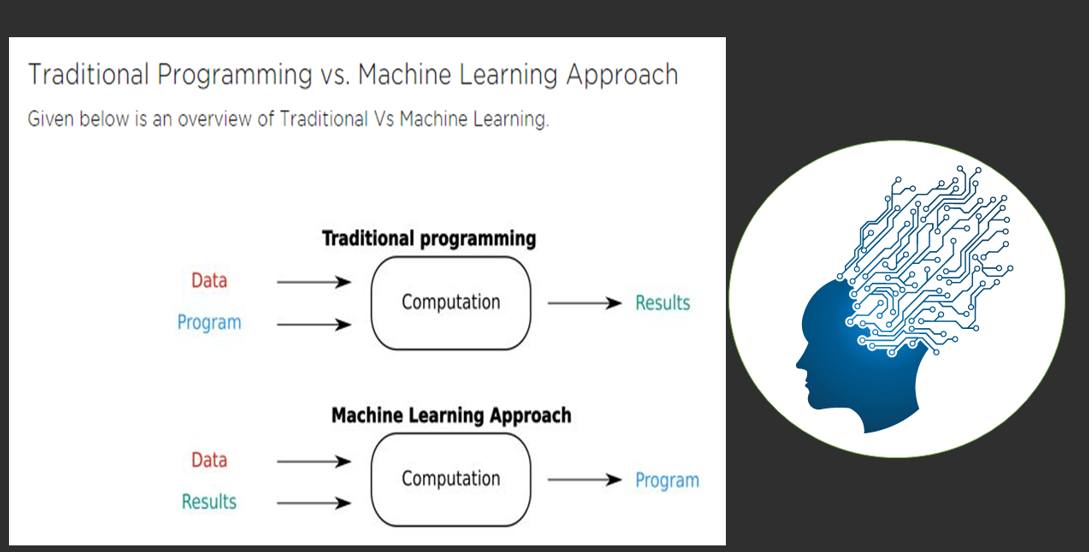 Traditional Programming vs. Machine Learning Approach
Given below is an overview of Traditional Vs Machine Learning.
Traditional programming
Data
Program
Computation
Results
Machine Learning Approach
Data
Results
Computation
Program